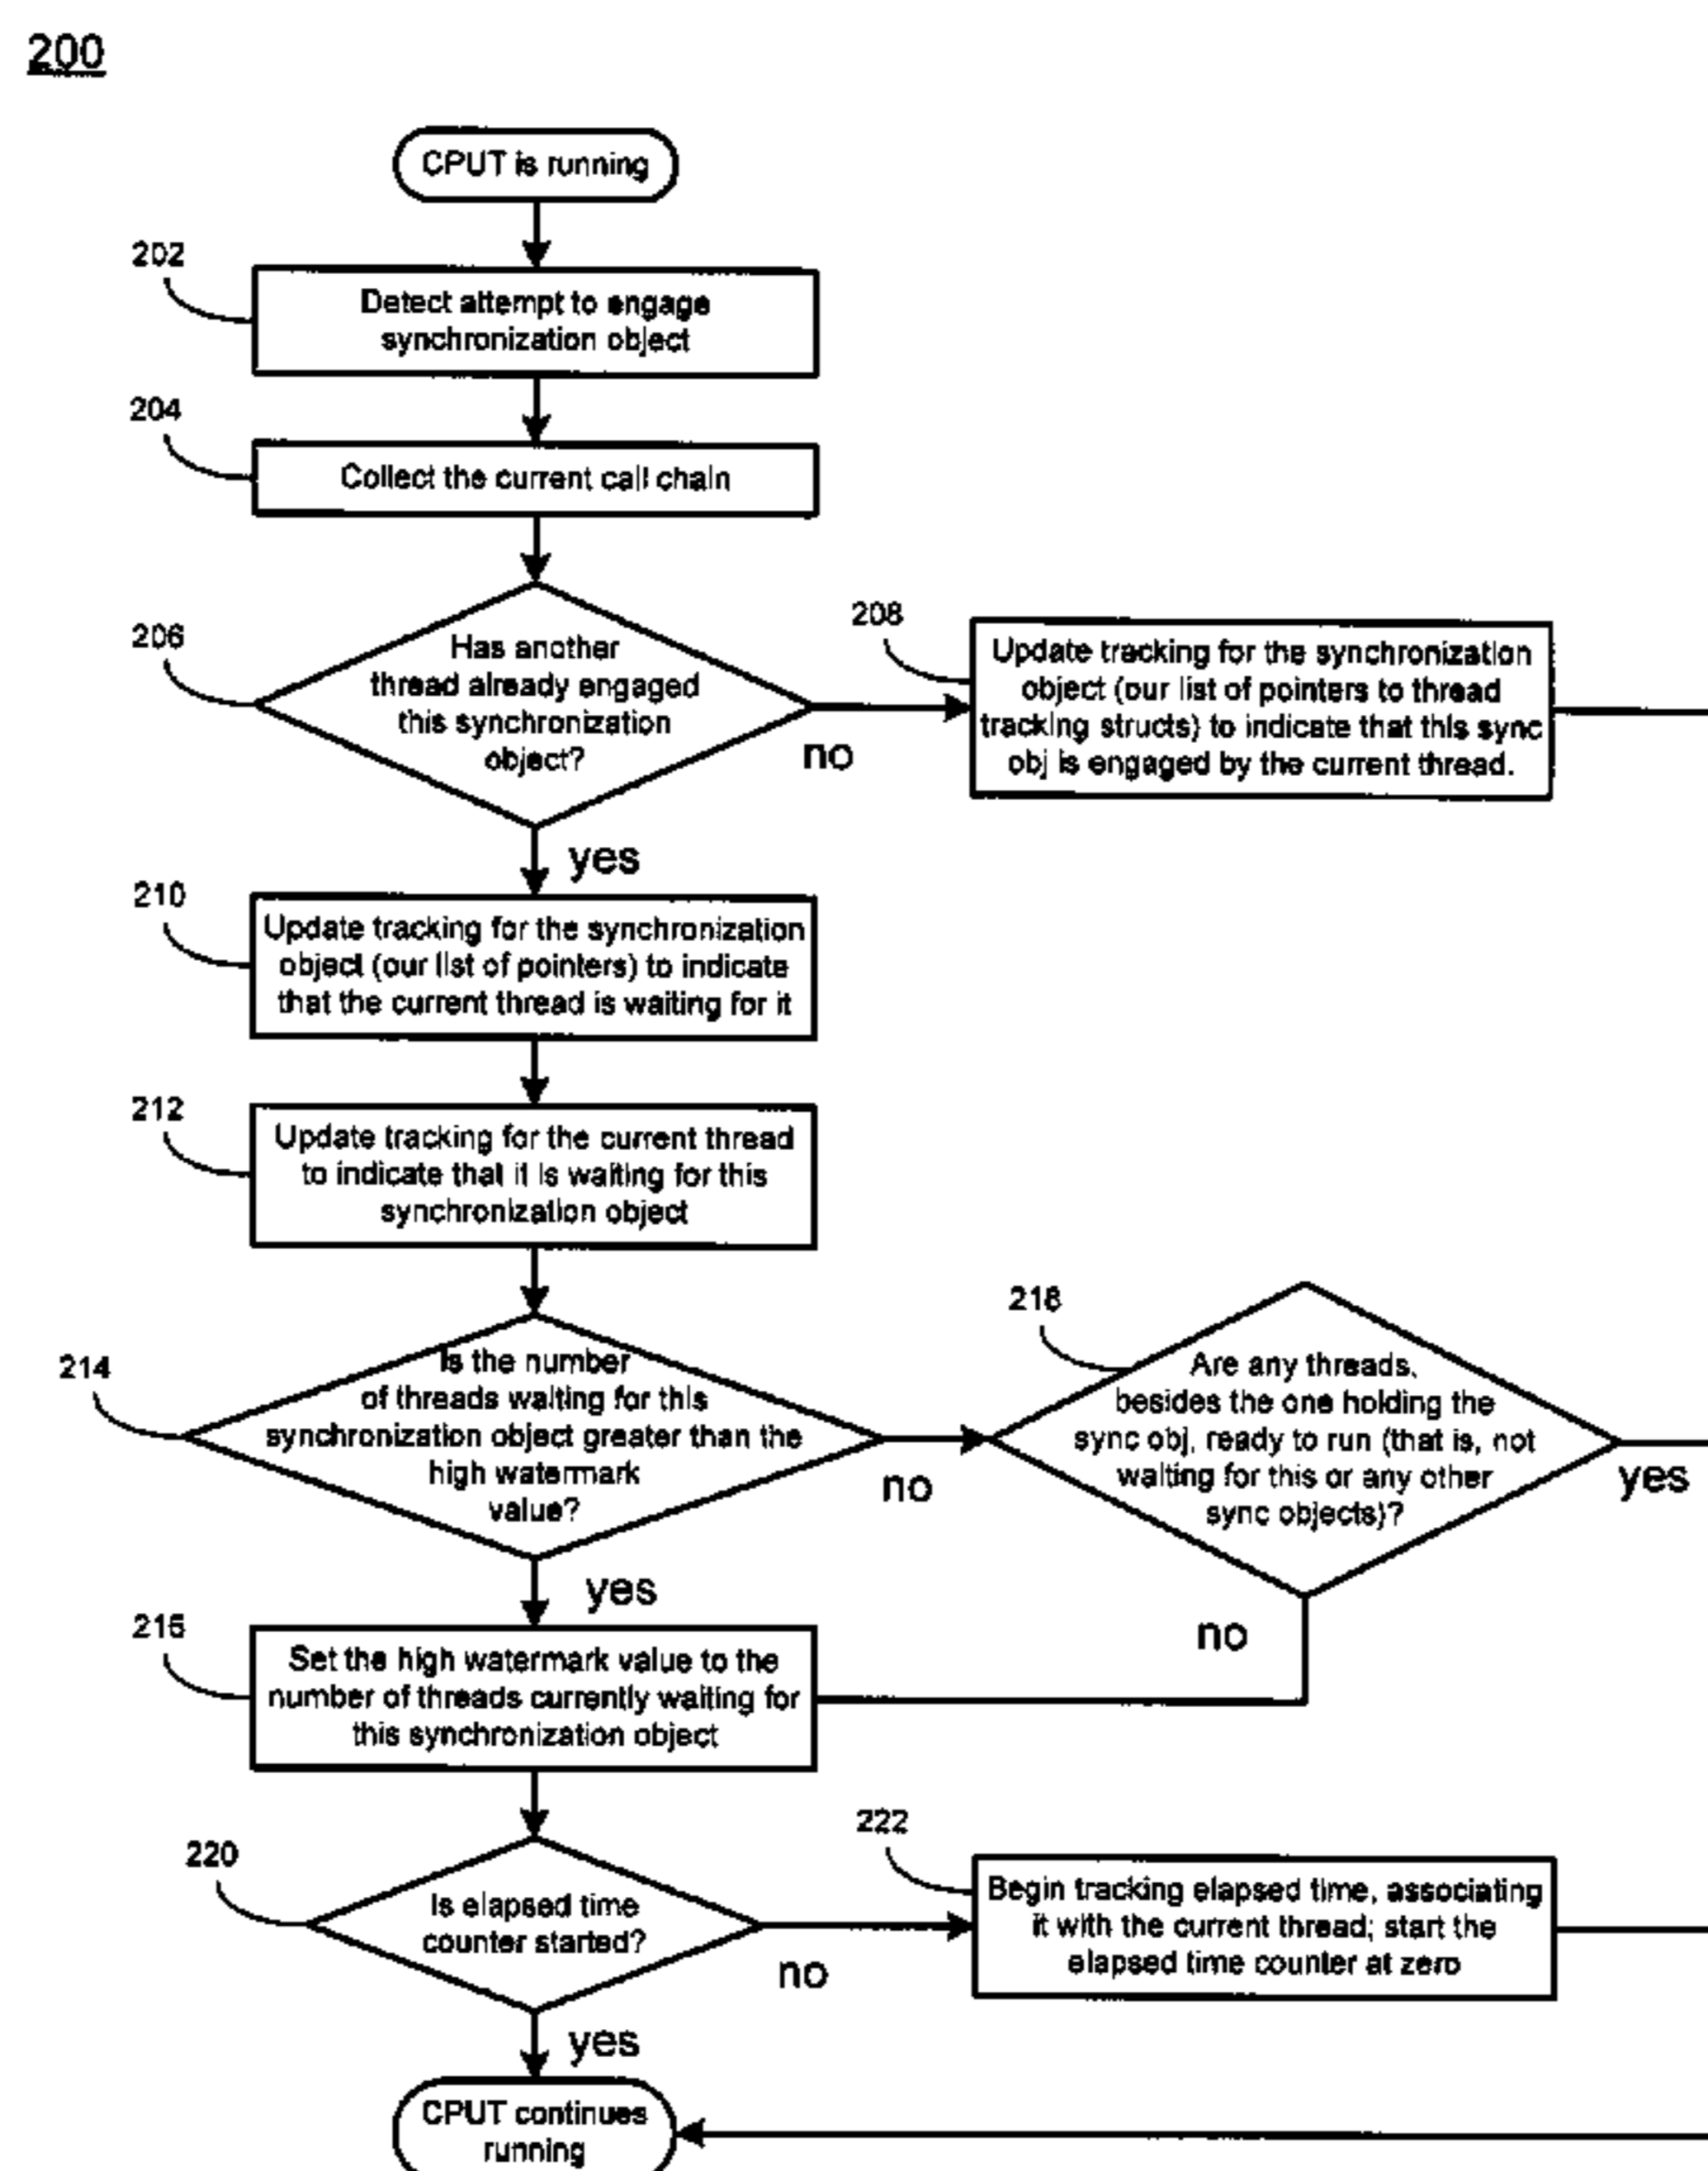 200
CPUT is running
202
Detect attempt to engage
synchronization object
204
Collect the current call chain
206
Has another
thread already engaged
this synchronization
object?
no
208
Update tracking for the synchronization
object (our list of pointers to thread
tracking structs) to indicate that this sync
obj is engaged by the current thread.
yes
210
Update tracking for the synchronization
object (our list of pointers) to indicate
that the current thread is waiting for it
212
Update tracking for the current thread
to indicate that it is waiting for this
synchronization object
214
Is the number
of threads waiting for this
synchronization object greater than the
high watermark
value?
no
218
Are any threads,
besides the one holding the
sync obj, ready to run (that is, not
waiting for this or any other
sync objects)?
yes
no
yes
216
Set the high watermark value to the
number of threads currently waiting for
this synchronization object
220
Is elapsed time
counter started?
no
222
Begin tracking elapsed time, associating
it with the current thread; start the
elapsed time counter at zero
yes
CPUT continues
running